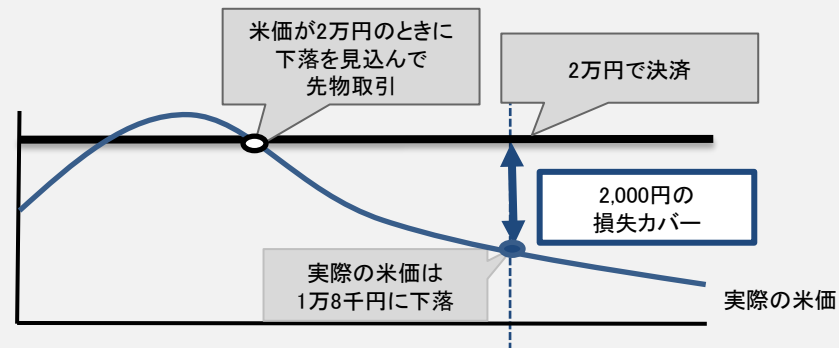 米価が2万円のときに
下落を見込んで
先物取引
2万円で決済
2,000円の
損失カバー
実際の米価は
1万8千円に下落
実際の米価